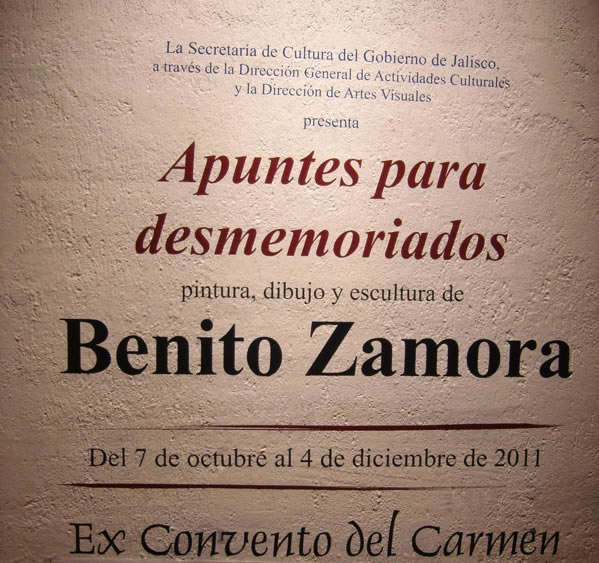 La Secretaría de Cultura del Gobierno de Jalisco,
a través de la Dirección General de Actividades Culturales
y la Dirección de Artes Visuales
presenta
Apuntes para
desmemoriados
pintura, dibujo y escultura de
Benito Zamora
Del 7 de octubré al 4 de diciembre de 2011
Ex Convento del Carmen